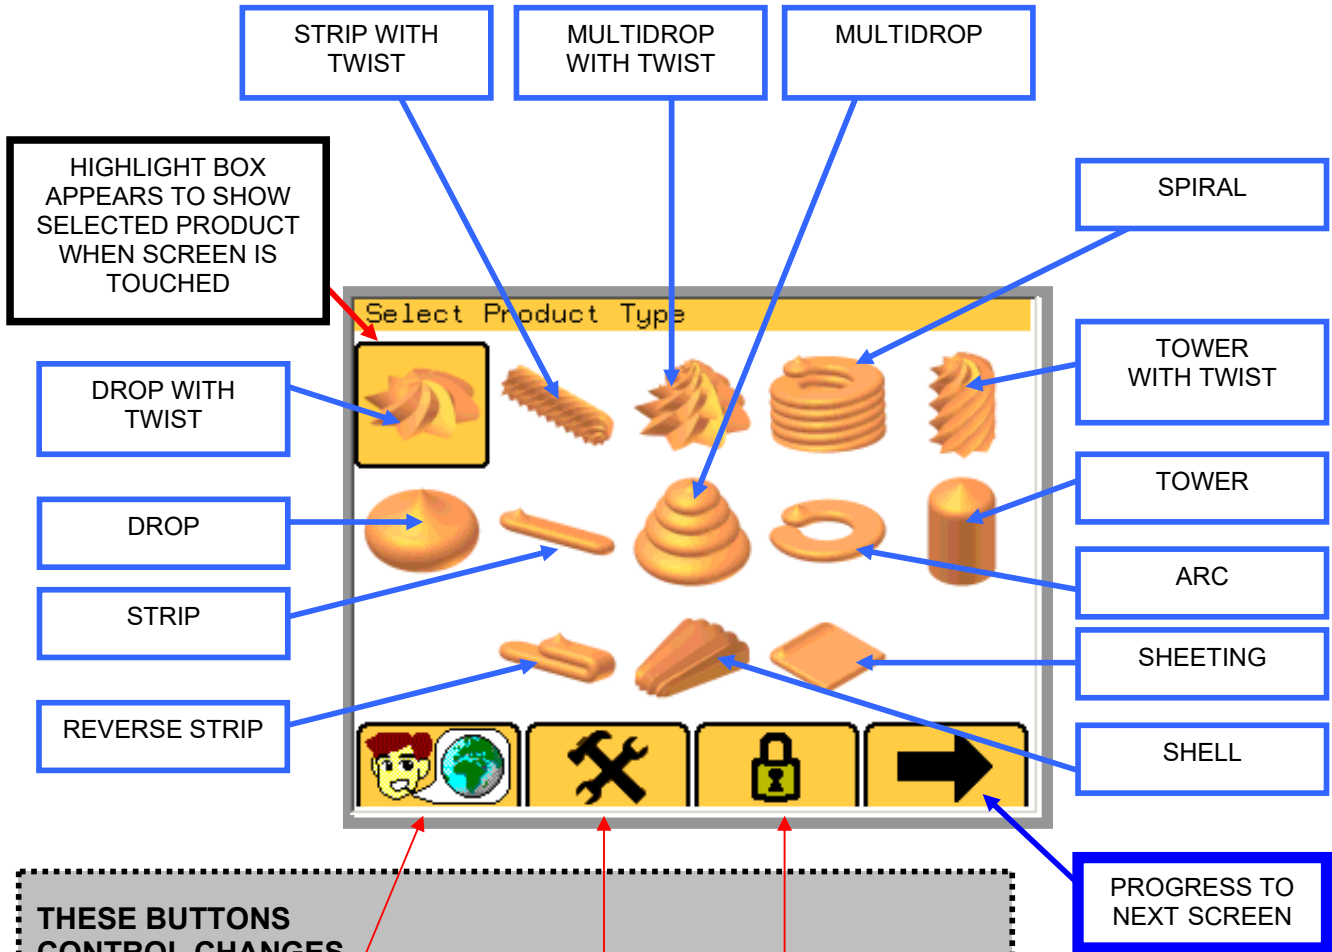 STRIP WITH
TWIST
MULTIDROP
WITH TWIST
MULTIDROP
HIGHLIGHT BOX
APPEARS TO SHOW
SELECTED PRODUCT
WHEN SCREEN IS
TOUCHED
SPIRAL
Select Product Type
DROP WITH
TWIST
TOWER
WITH TWIST
DROP
TOWER
STRIP
ARC
SHEETING
REVERSE STRIP
SHELL
PROGRESS TO
NEXT SCREEN
THESE BUTTONS
CONTROL CHANGES